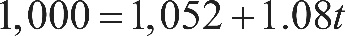 1,000 = 1,052 + 1.08t